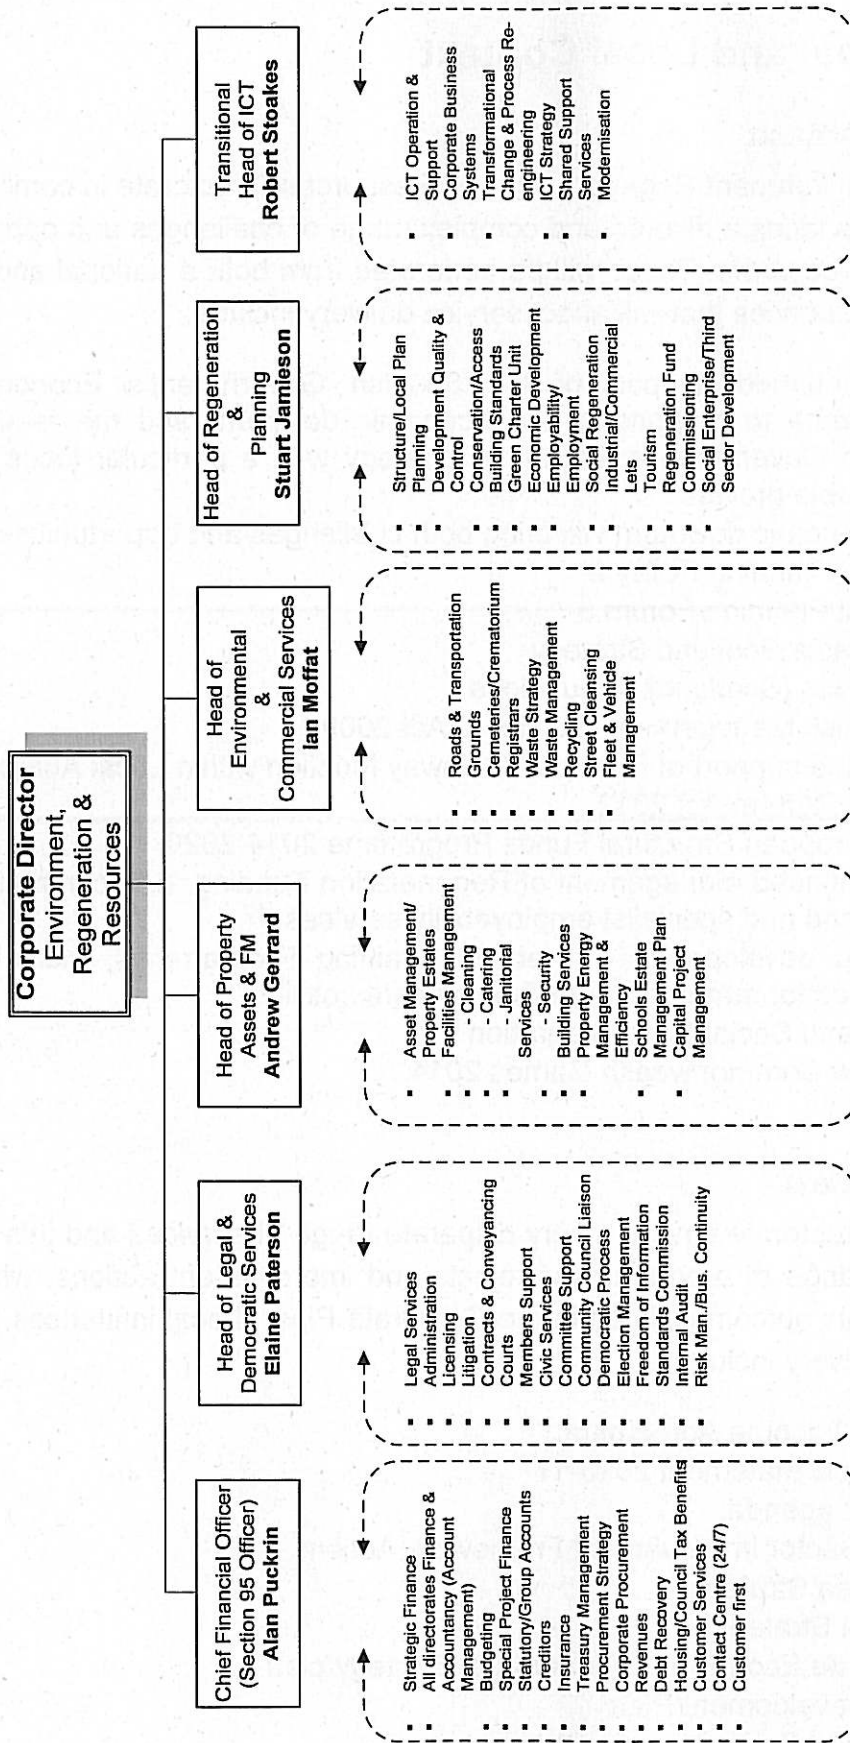 Corporate Director
Environment,
Regeneration &
Resources
Chief Financial Officer
(Section 95 Officer)
Alan Puckrin
Strategic Finance
All directorates Finance &
Accountancy (Account
Management)
Budgeting
Special Project Finance
Statutory/Group Accounts
Creditors
Insurance
Treasury Management
Procurement Strategy
Corporate Procurement
Revenues
Debt Recovery
Housing/Council Tax Benefits
Customer Services
Contact Centre (24/7)
Customer first
Head of Legal &
Democratic Services
Elaine Paterson
Legal Services
Administration
Licensing
Litigation
Contracts & Conveyancing
Courts
Members Support
Civic Services
Committee Support
Community Council Liaison
Democratic Process
Election Management
Freedom of Information
Standards Commission
Internal Audit
Risk Man./Bus. Continuity
Head of Property
Assets & FM
Andrew Gerrard
Asset Management/
Property Estates
Facilities Management
- Cleaning
- Catering
- Janitorial
Services
- Security
Building Services
Property Energy
Management &
Efficiency
Schools Estate
Management Plan
Capital Project
Management
Head of
Environmental
&
Commercial Services
Ian Moffat
Roads & Transportation
Grounds
Cemeteries/Crematorium
Registrars
Waste Strategy
Waste Management
Recycling
Street Cleansing
Fleet & Vehicle
Management
Head of Regeneration
&
Planning
Stuart Jamieson
Structure/Local Plan
Planning
Development Quality &
Control
Conservation/Access
Building Standards
Green Charter Unit
Economic Development
Employability/
Employment
Social Regeneration
Industrial/Commercial
Lets
Tourism
Regeneration Fund
Commissioning
Social Enterprise/Third
Sector Development
Transitional
Head of ICT
Robert Stoakes
ICT Operation &
Support
Corporate Business
Systems
Transformational
Change & Process Re-
engineering
ICT Strategy
Shared Support
Services
Modernisation